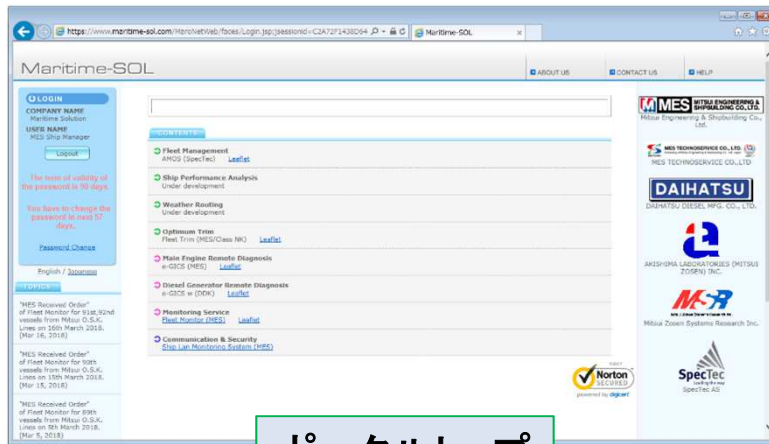 https://www.maritime-sol.com/MaroNetWeb/faces/Login.jsp;jsessionid=C2A72F1438D64
Maritime-SOL
Maritime-SOL
ABOUT US
CONTACT US
HELP
LOGIN
COMPANY NAME
Maritime Solution
USER NAME
MES Ship Manager
Logout
The term of validity of
the password is 90 days.
You have to change the
password in next 57
days.
Password Change
English / Japanese
TOPICS
"MES Received Order"
of Fleet Monitor for 91st,92nd
vessels from Mitsui O.S.K.
Lines on 16th March 2018.
(Mar 16, 2018)
"MES Received Order"
of Fleet Monitor for 90th
vessels from Mitsui O.S.K.
Lines on 15th March 2018.
(Mar 15, 2018)
"MES Received Order"
of Fleet Monitor for 89th
vessels from Mitsui O.S.K.
Lines on 5th March 2018.
(Mar 5, 2018)
CONTENTS
Fleet Management
AMOS (SpecTec) Leaflet
Ship Performance Analysis
Under development
Weather Routing
Under development
Optimum Trim
Fleet Trim (MES/Class NK) Leaflet
Main Engine Remote Diagnosis
e-GICS (MES) Leaflet
Diesel Generator Remote Diagnosis
e-GICS w (DDK) Leaflet
Monitoring Service
Fleet Monitor (MES) Leaflet
Communication & Security
Ship Lan Monitoring System (MES)
Norton
SECURED
powered by digicert
MES MITSUI ENGINEERING &
SHIPBUILDING CO., LTD.
Mitsui Engineering & Shipbuilding Co.,
Ltd.
MES TECHNOSERVICE CO., LTD.
MES TECHNOSERVICE CO.,LTD
DAIHATSU
DAIHATSU DIESEL MFG. CO., LTD.
AKISHIMA LABORATORIES (MITSUI
ZOSEN) INC.
MSR
Mitsui Zosen Systems Research Inc.
SpecTec
Leading the way
SpecTec AS